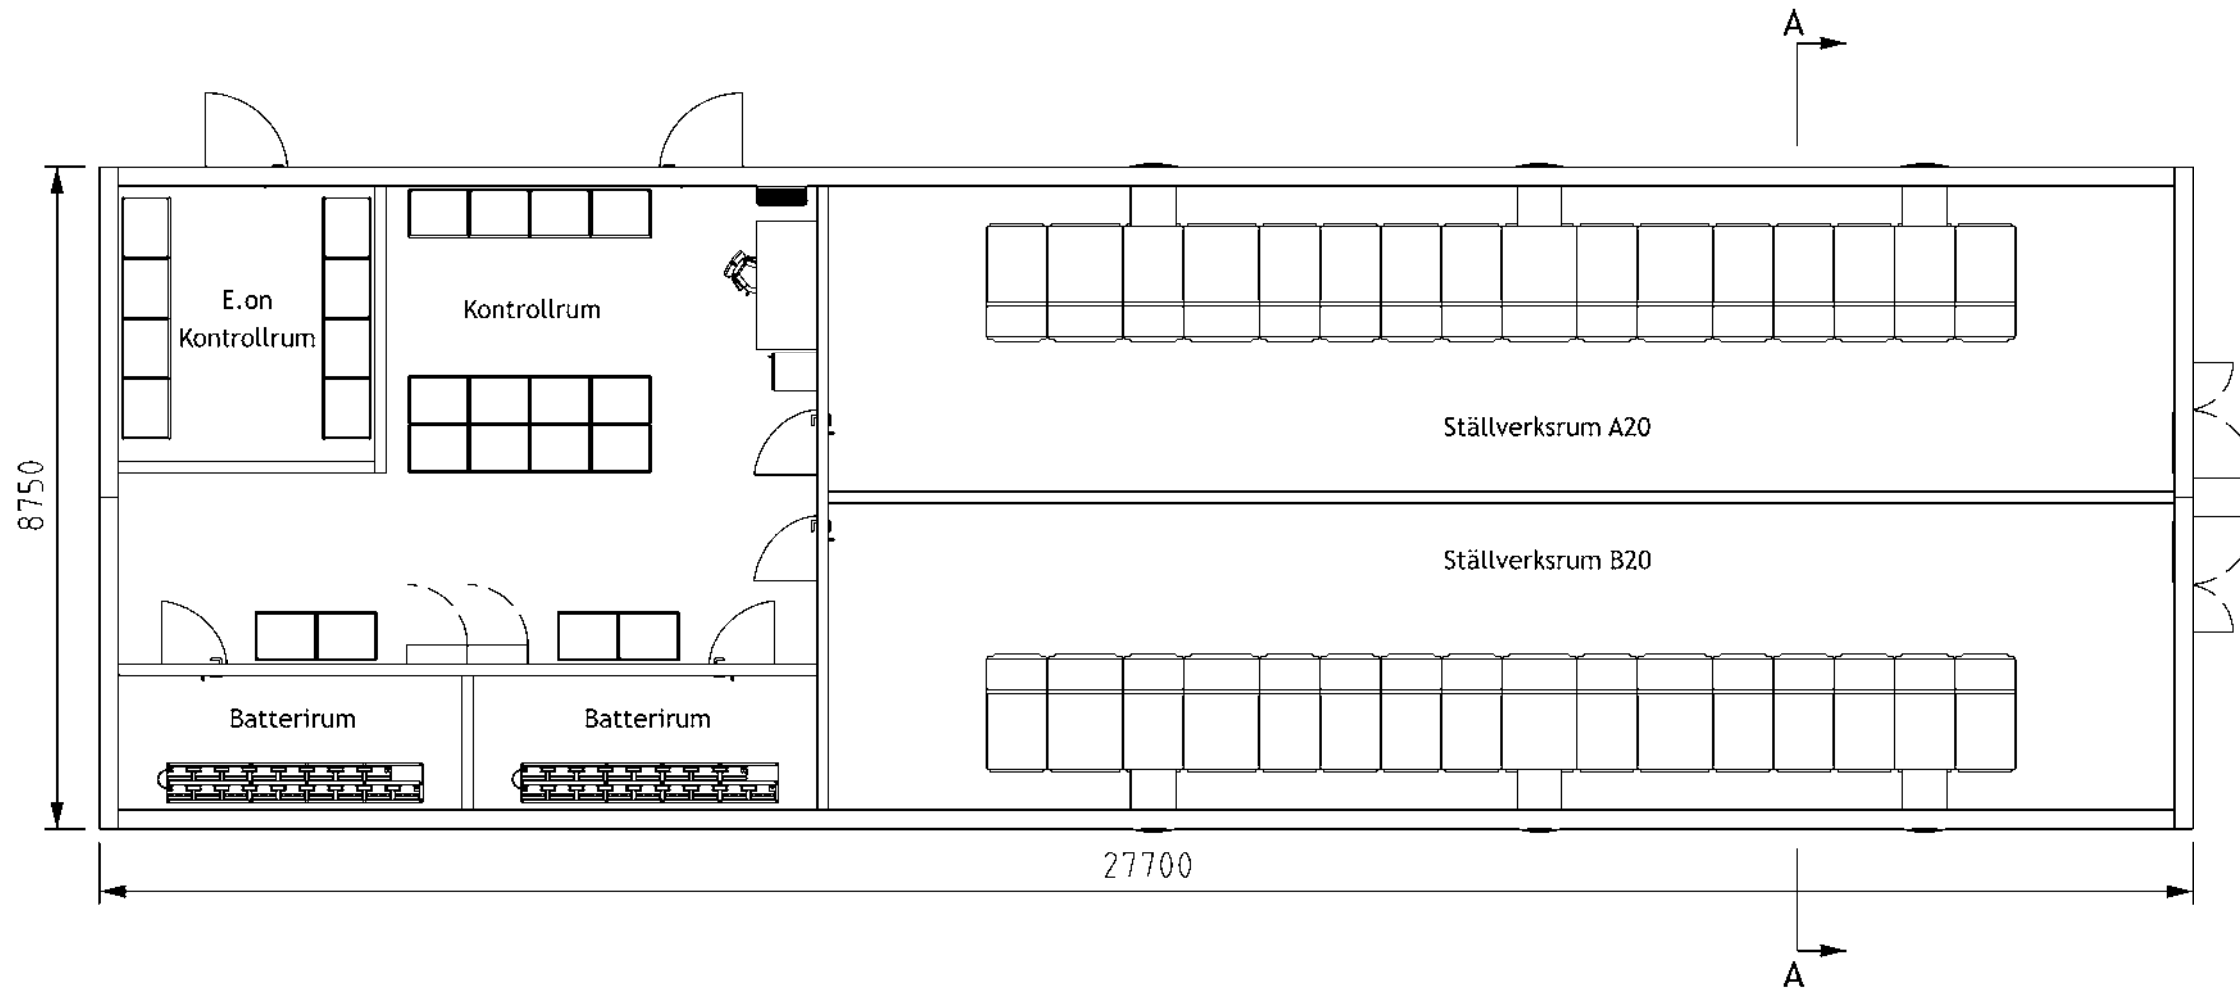 A
E.on
Kontrollrum
Kontrollrum
Ställverksrum A20
8750
Ställverksrum B20
Batterirum
Batterirum
27700
A